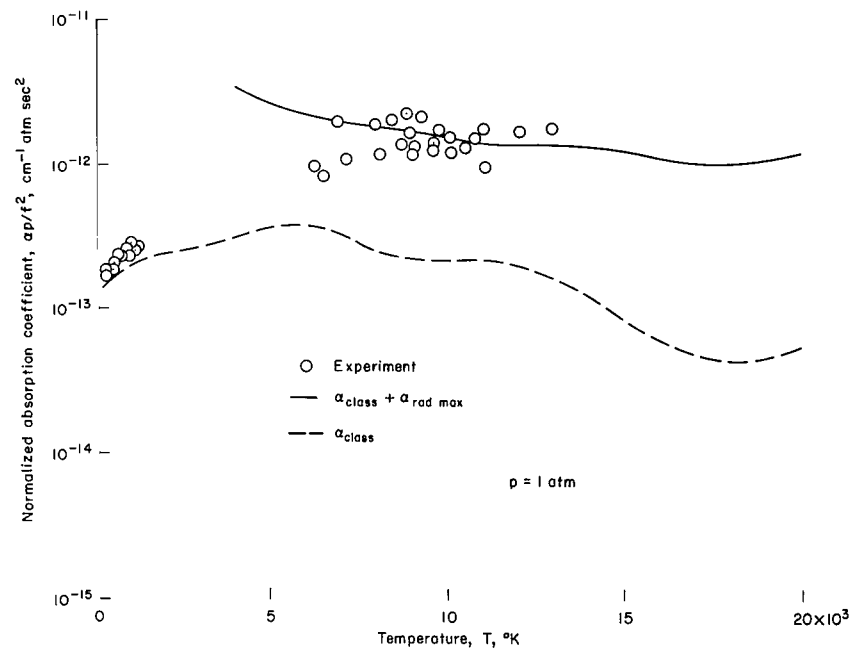 10⁻¹¹
10⁻¹²
10⁻¹³
10⁻¹⁴
10⁻¹⁵
Normalized absorption coefficient, αp/f², cm⁻¹ atm sec²
Experiment
α_class + α_rad max
α_class
p = 1 atm
0 5 10 15 20×10³
Temperature, T, °K